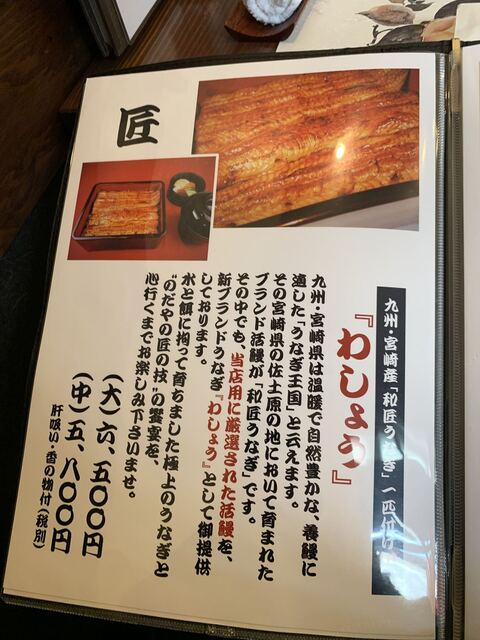 九州・宮崎産「和匠うなぎ」一匹付け
『わしょう』
九州・宮崎県は温暖で自然豊かな、養鰻に
適した「うなぎ王国」と云えます。
その宮崎県の佐土原の地において育まれた
ブランド活鰻が「和匠うなぎ」です。
その中でも、当店用に厳選された活鰻を、
新ブランドうなぎ『わしょう』として御提供
しております。
水と餌に拘って育ちました極上のうなぎと
"のだやの匠の技"の饗宴を、
心行くまでお楽しみ下さいませ。
(大)六、五〇〇円
(中)五、八〇〇円
肝吸い・香の物付(税別)
匠